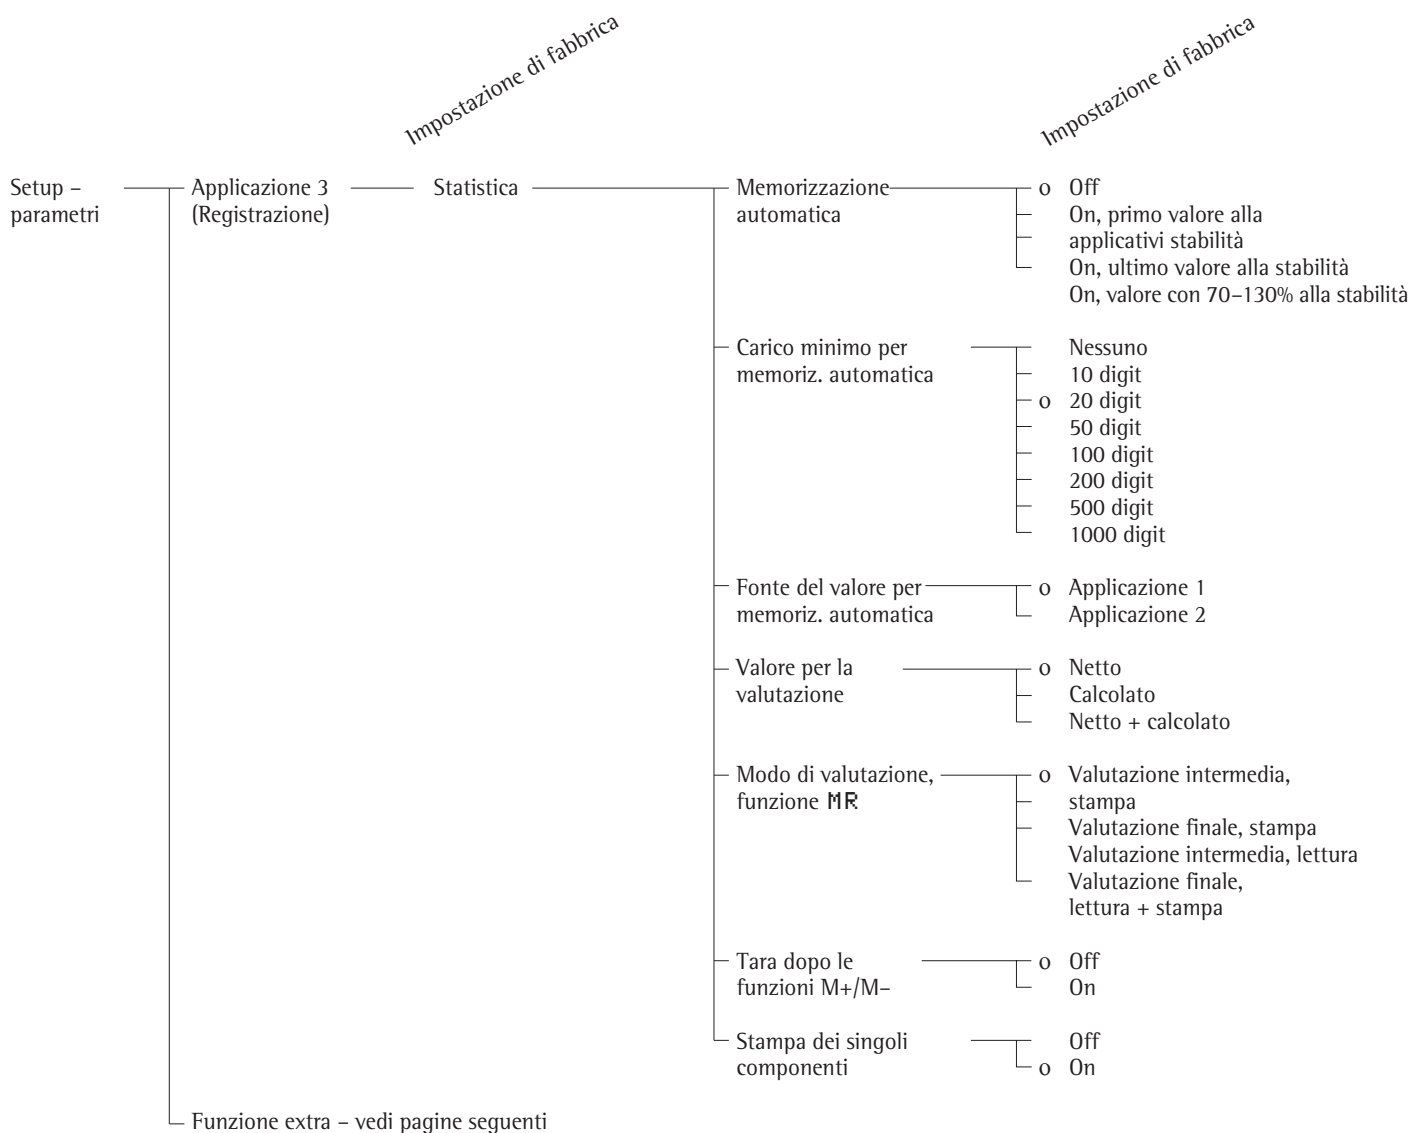 Impostazione di fabbrica
Impostazione di fabbrica
Setup –
parametri
Applicazione 3
(Registrazione)
Statistica
Memorizzazione
automatica
o Off
On, primo valore alla
applicativi stabilità
On, ultimo valore alla stabilità
On, valore con 70–130% alla stabilità
Carico minimo per
memoriz. automatica
Nessuno
10 digit
o 20 digit
50 digit
100 digit
200 digit
500 digit
1000 digit
Fonte del valore per
memoriz. automatica
o Applicazione 1
Applicazione 2
Valore per la
valutazione
o Netto
Calcolato
Netto + calcolato
Modo di valutazione,
funzione MR
o Valutazione intermedia,
stampa
Valutazione finale, stampa
Valutazione intermedia, lettura
Valutazione finale,
lettura + stampa
Tara dopo le
funzioni M+/M–
o Off
On
Stampa dei singoli
componenti
Off
o On
Funzione extra – vedi pagine seguenti